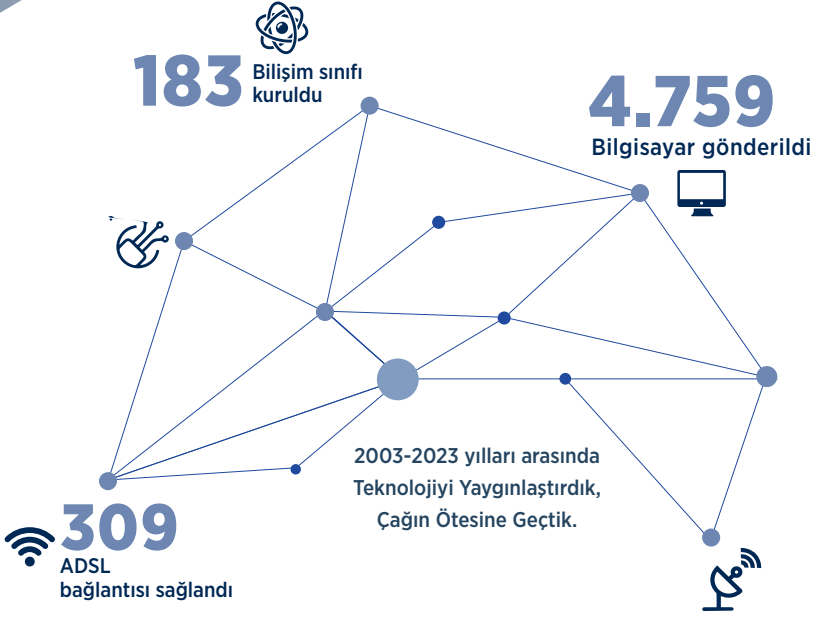 183 Bilişim sınıfı
kuruldu
4.759
Bilgisayar gönderildi
2003-2023 yılları arasında
Teknolojiyi Yaygınlaştırdık,
Çağın Ötesine Geçtik.
309
ADSL
bağlantısı sağlandı